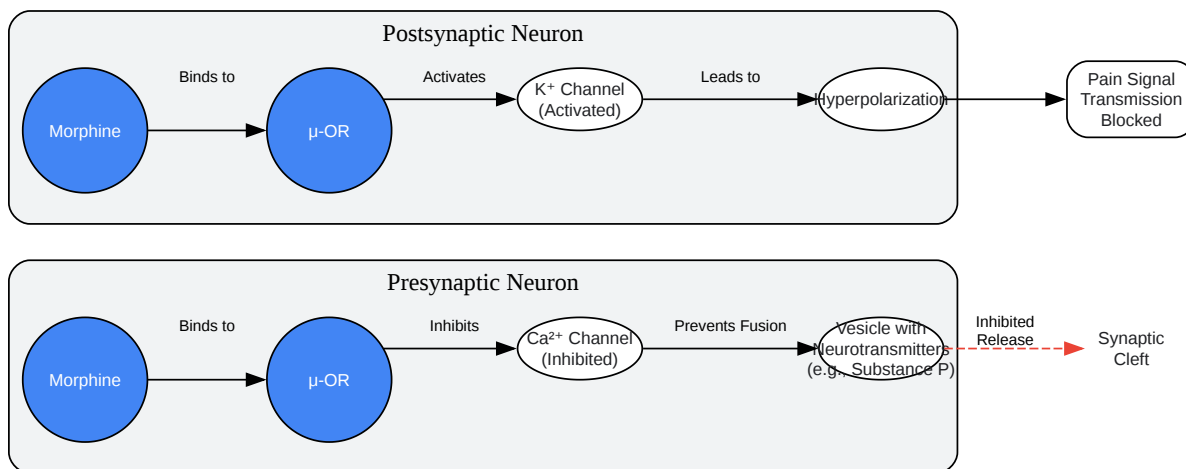 Postsynaptic Neuron
Morphine
Binds to
μ-OR
Activates
K⁺ Channel
(Activated)
Leads to
Hyperpolarization
Pain Signal
Transmission
Blocked
Presynaptic Neuron
Morphine
Binds to
μ-OR
Inhibits
Ca²⁺ Channel
(Inhibited)
Prevents Fusion
Vesicle with
Neurotransmitters
(e.g., Substance P)
Inhibited
Release
Synaptic
Cleft